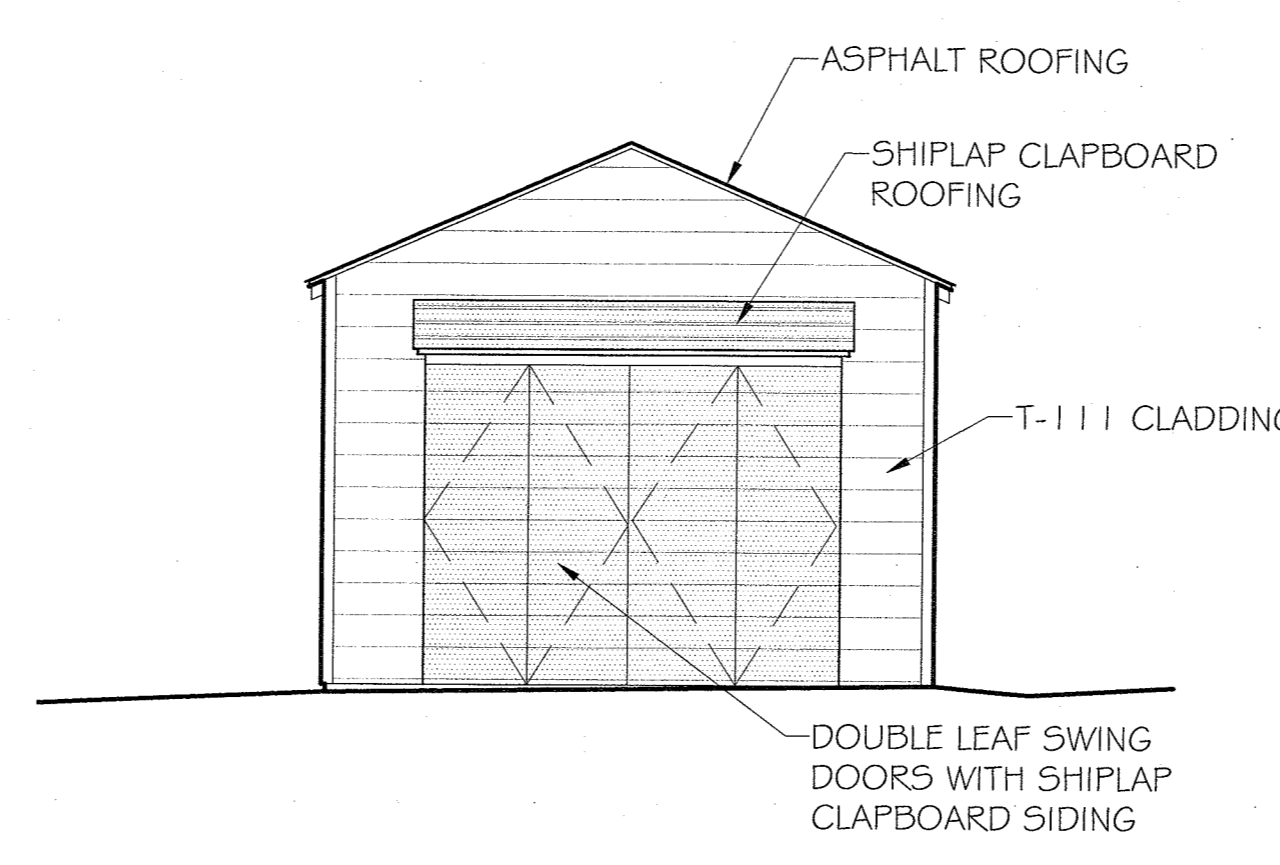 ASPHALT ROOFING
SHIPLAP CLAPBOARD
ROOFING
T-111 CLADDING
DOUBLE LEAF SWING
DOORS WITH SHIPLAP
CLAPBOARD SIDING